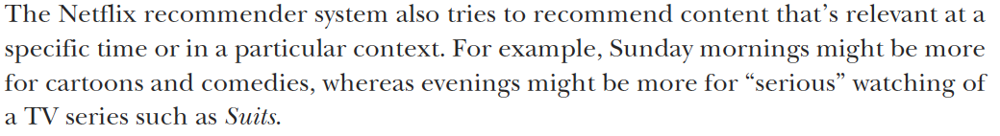 The Netflix recommender system also tries to recommend content that’s relevant at a
specific time or in a particular context. For example, Sunday mornings might be more
for cartoons and comedies, whereas evenings might be more for “serious” watching of
a TV series such as Suits.